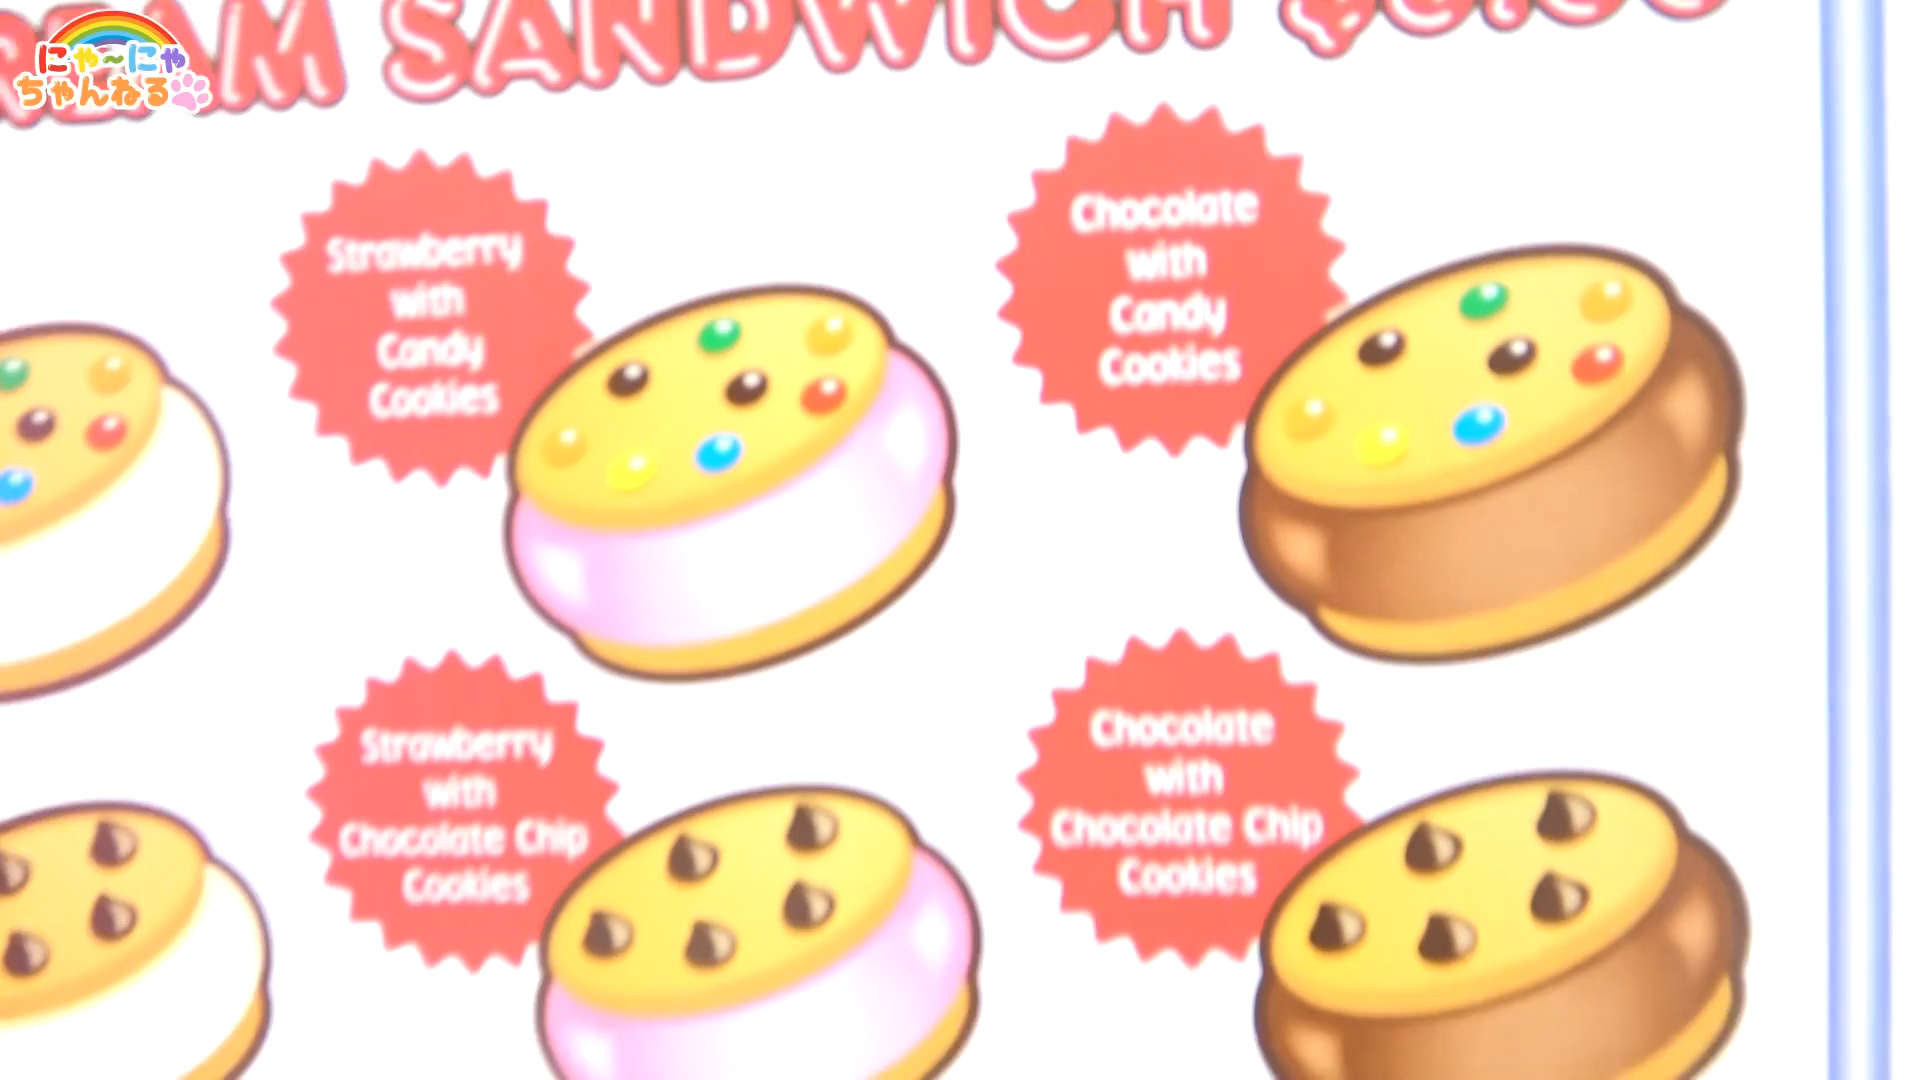 にゃ～にゃ
ちゃんねる
REAM SANDWICH
Strawberry
with
Candy
Cookies
Chocolate
with
Candy
Cookies
Strawberry
with
Chocolate Chip
Cookies
Chocolate
with
Chocolate Chip
Cookies